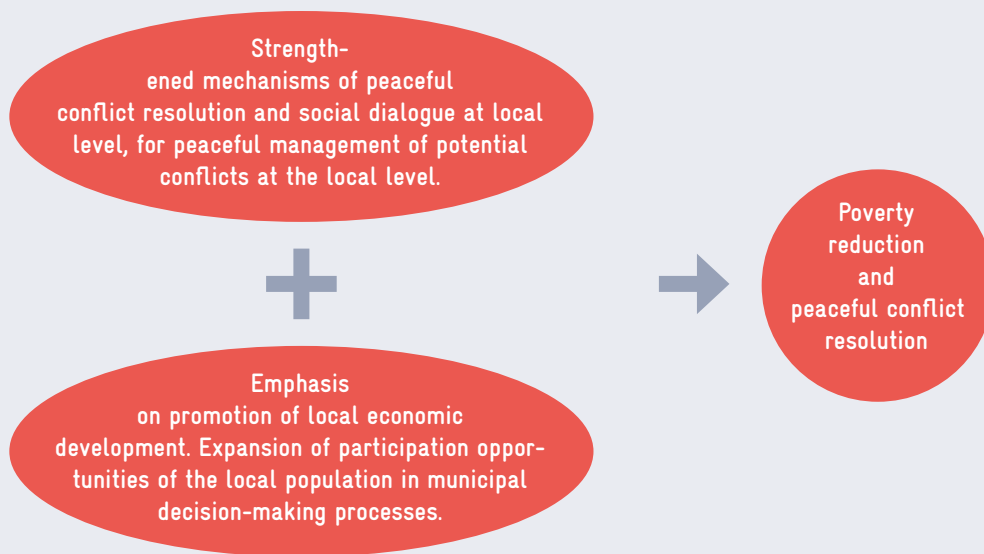 Strength-
ened mechanisms of peaceful
conflict resolution and social dialogue at local
level, for peaceful management of potential
conflicts at the local level.
Emphasis
on promotion of local economic
development. Expansion of participation oppor-
tunities of the local population in municipal
decision-making processes.
Poverty
reduction
and
peaceful conflict
resolution